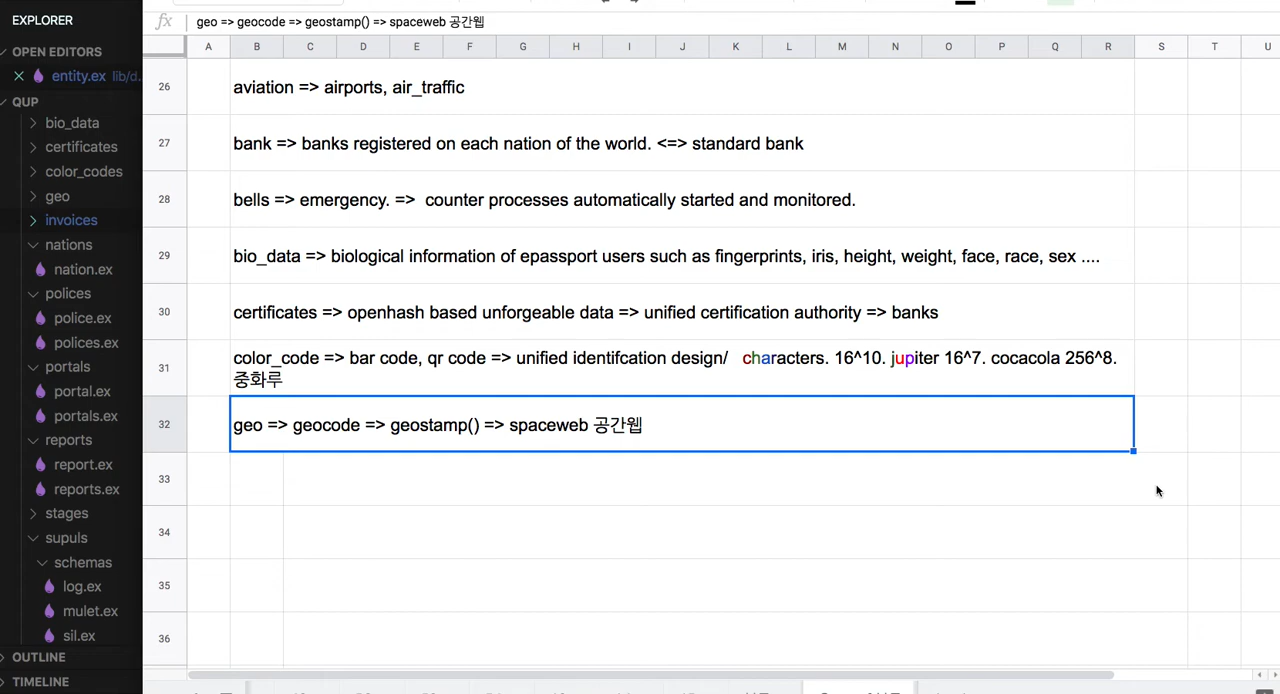 EXPLORER
OPEN EDITORS
entity.ex lib/d...
QUP
bio_data
certificates
color_codes
geo
invoices
nations
nation.ex
polices
police.ex
polices.ex
portals
portal.ex
portals.ex
reports
report.ex
reports.ex
stages
supuls
schemas
log.ex
mulet.ex
sil.ex
OUTLINE
TIMELINE
fx geo => geocode => geostamp() => spaceweb 공간웹
A B C D E F G H I J K L M N O P Q R S T U
26 aviation => airports, air_traffic
27 bank => banks registered on each nation of the world. <=> standard bank
28 bells => emergency. => counter processes automatically started and monitored.
29 bio_data => biological information of epassport users such as fingerprints, iris, height, weight, face, race, sex ....
30 certificates => openhash based unforgeable data => unified certification authority => banks
31 color_code => bar code, qr code => unified identifcation design/ characters. 16^10. jupiter 16^7. cocacola 256^8.
중화루
32 geo => geocode => geostamp() => spaceweb 공간웹
33
34
35
36